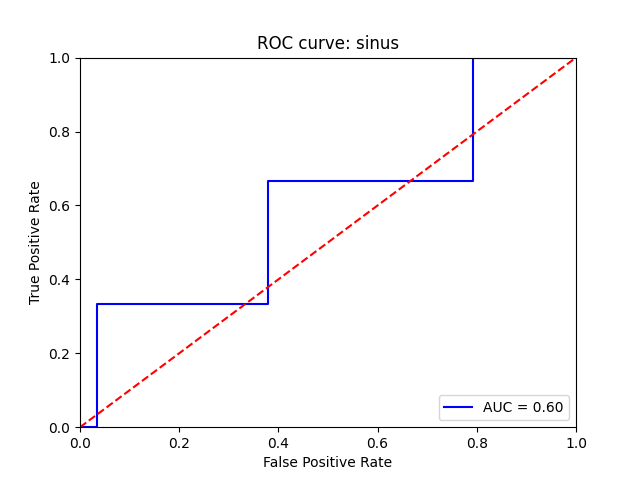 ROC curve: sinus
1.0
0.8
0.6
0.4
0.2
0.0
True Positive Rate
AUC = 0.60
0.0 0.2 0.4 0.6 0.8 1.0
False Positive Rate